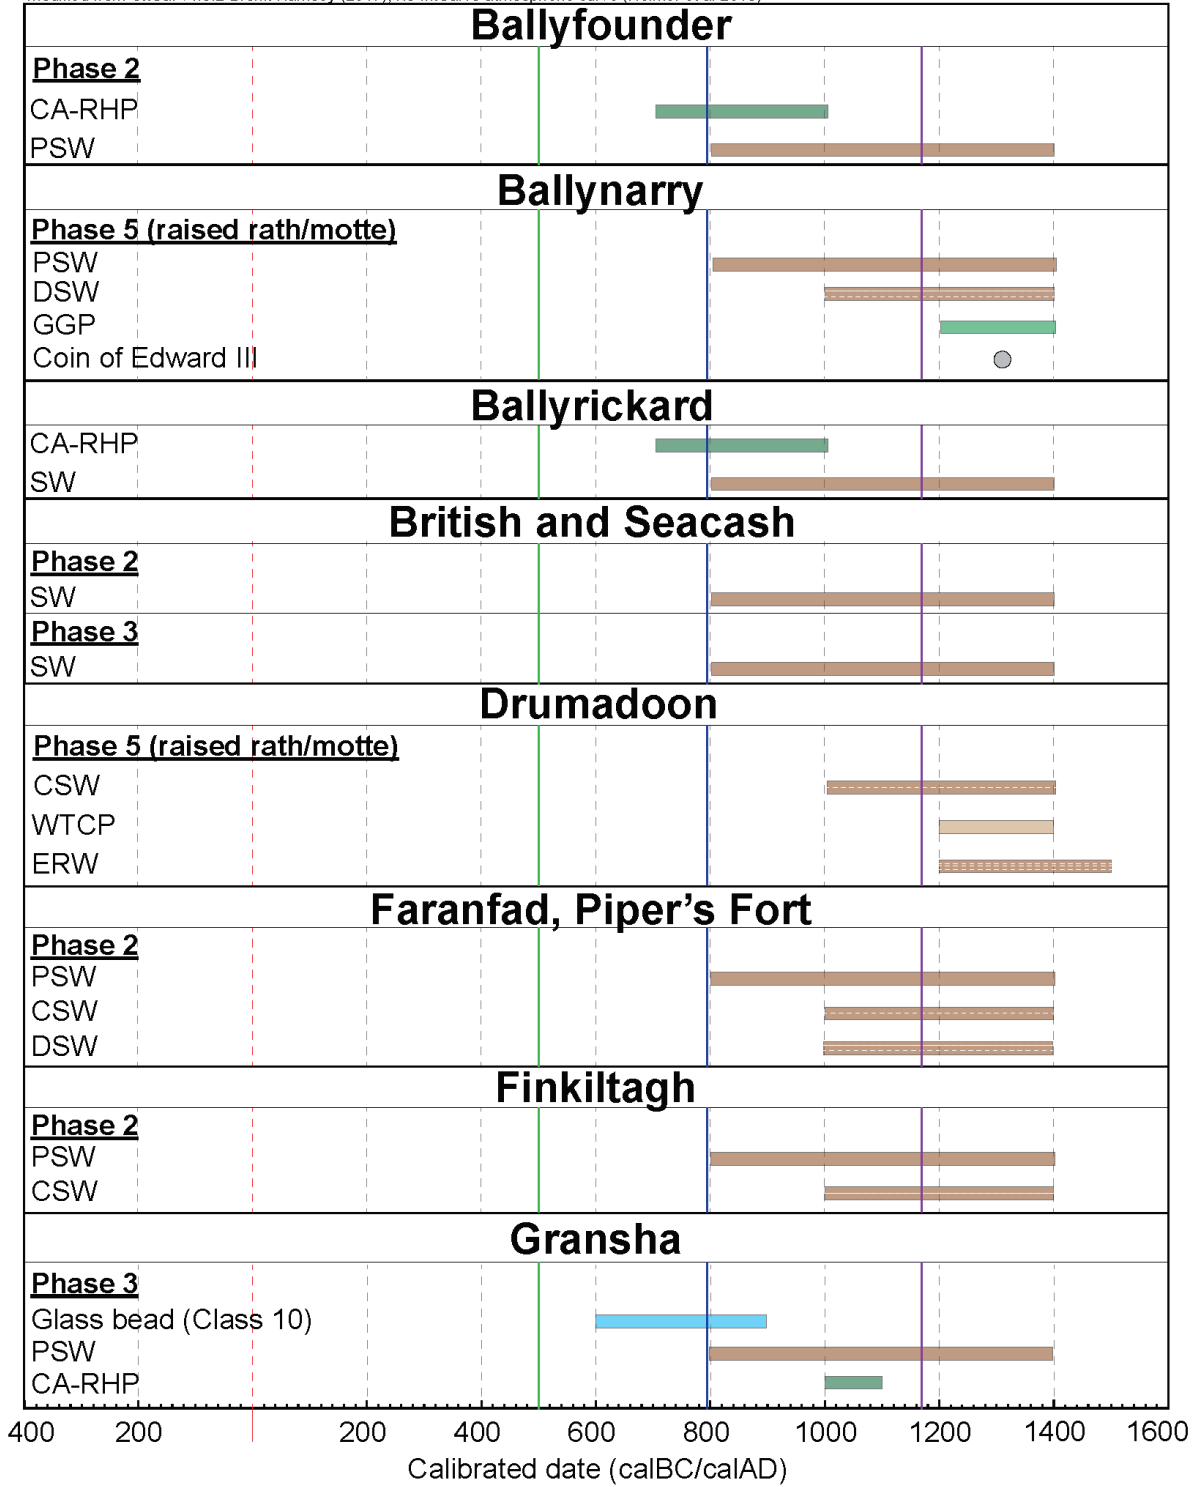 Ballyfounder
Phase 2
CA-RHP
PSW
Ballynarry
Phase 5 (raised rath/motte)
PSW
DSW
GGP
Coin of Edward III
Ballyrickard
CA-RHP
SW
British and Seacash
Phase 2
SW
Phase 3
SW
Drumadoon
Phase 5 (raised rath/motte)
CSW
WTCP
ERW
Faranfad, Piper's Fort
Phase 2
PSW
CSW
DSW
Finkiltagh
Phase 2
PSW
CSW
Gransha
Phase 3
Glass bead (Class 10)
PSW
CA-RHP
400 200 200 400 600 800 1000 1200 1400 1600
Calibrated date (calBC/calAD)